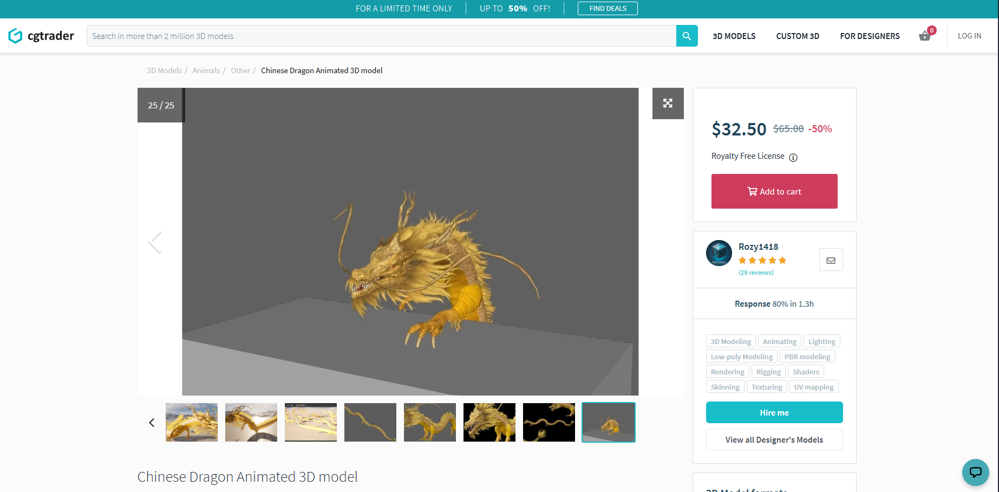 FOR A LIMITED TIME ONLY
UP TO 50% OFF!
FIND DEALS
cgtrader
Search in more than 2 million 3D models
3D MODELS
CUSTOM 3D
FOR DESIGNERS
0
LOG IN
3D Models / Animals / Other / Chinese Dragon Animated 3D model
25 / 25
$32.50 $65.00 -50%
Royalty Free License
Add to cart
Rozy1418
(29 reviews)
Response 80% in 1.3h
3D Modeling Animating Lighting
Low-poly Modeling PBR modeling
Rendering Rigging Shaders
Skinning Texturing UV mapping
Hire me
View all Designer's Models
Chinese Dragon Animated 3D model
3D Model formats